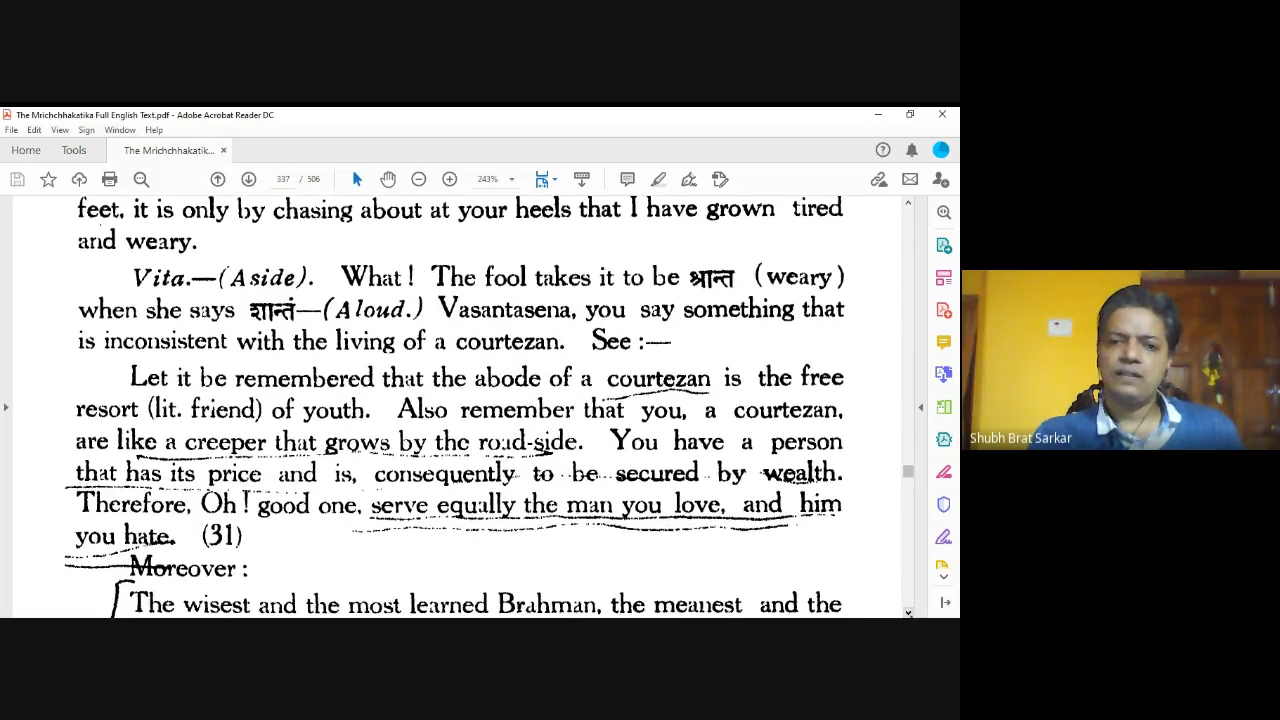 The Mrichchhakatika Full English Text.pdf - Adobe Acrobat Reader DC
File Edit View Sign Window Help
Home Tools The Mrichchhakatik... ×
337 / 506 243%
feet, it is only by chasing about at your heels that I have grown tired
and weary.
Vita.—(Aside). What! The fool takes it to be श्रान्त (weary)
when she says शान्तं—(Aloud.) Vasantasena, you say something that
is inconsistent with the living of a courtezan. See :—
Let it be remembered that the abode of a courtezan is the free
resort (lit. friend) of youth. Also remember that you, a courtezan,
are like a creeper that grows by the road-side. You have a person
that has its price and is, consequently to be secured by wealth.
Therefore, Oh! good one, serve equally the man you love, and him
you hate. (31)
Moreover :
The wisest and the most learned Brahman, the meanest and the
Shubh Brat Sarkar